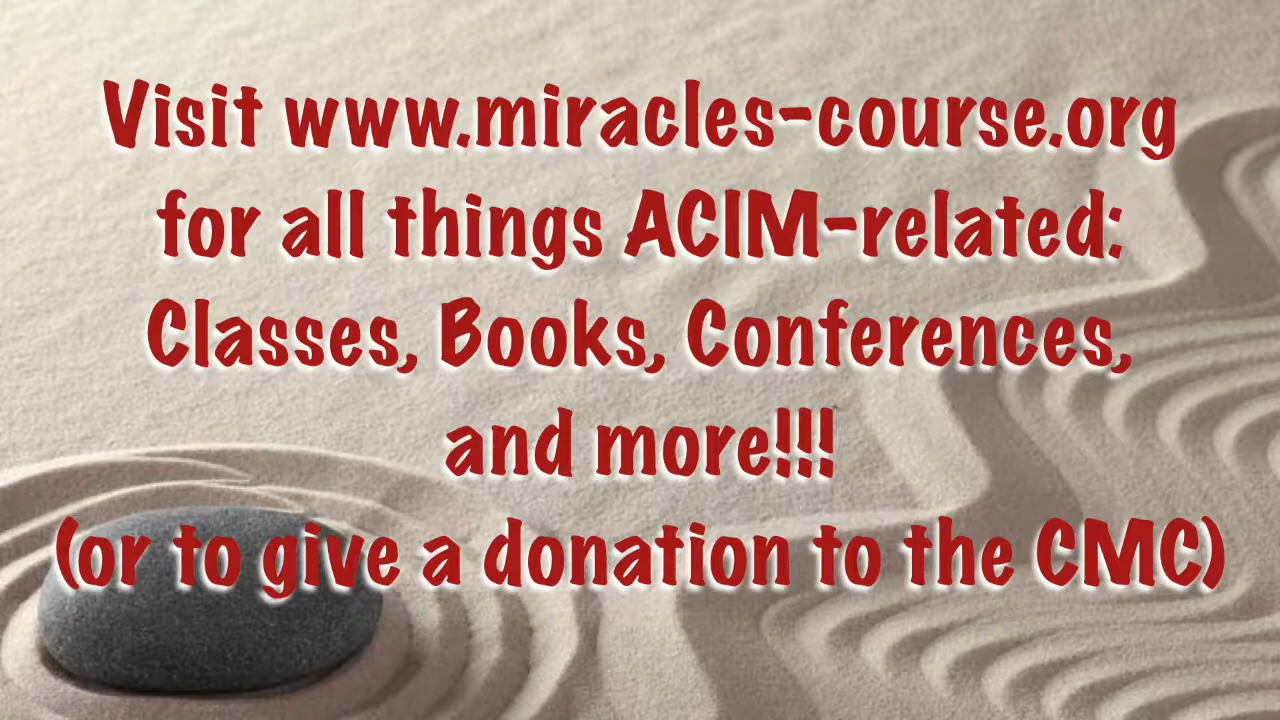 Visit www.miracles-course.org
for all things ACIM-related:
Classes, Books, Conferences,
and more!!!
(or to give a donation to the CMC)